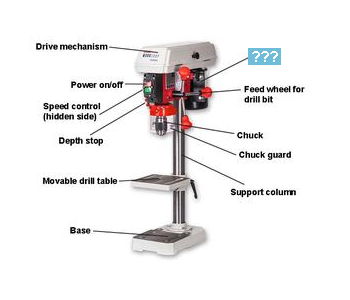 Drive mechanism
???
Power on/off
Feed wheel for
drill bit
Speed control
(hidden side)
Depth stop
Chuck
Chuck guard
Movable drill table
Support column
Base